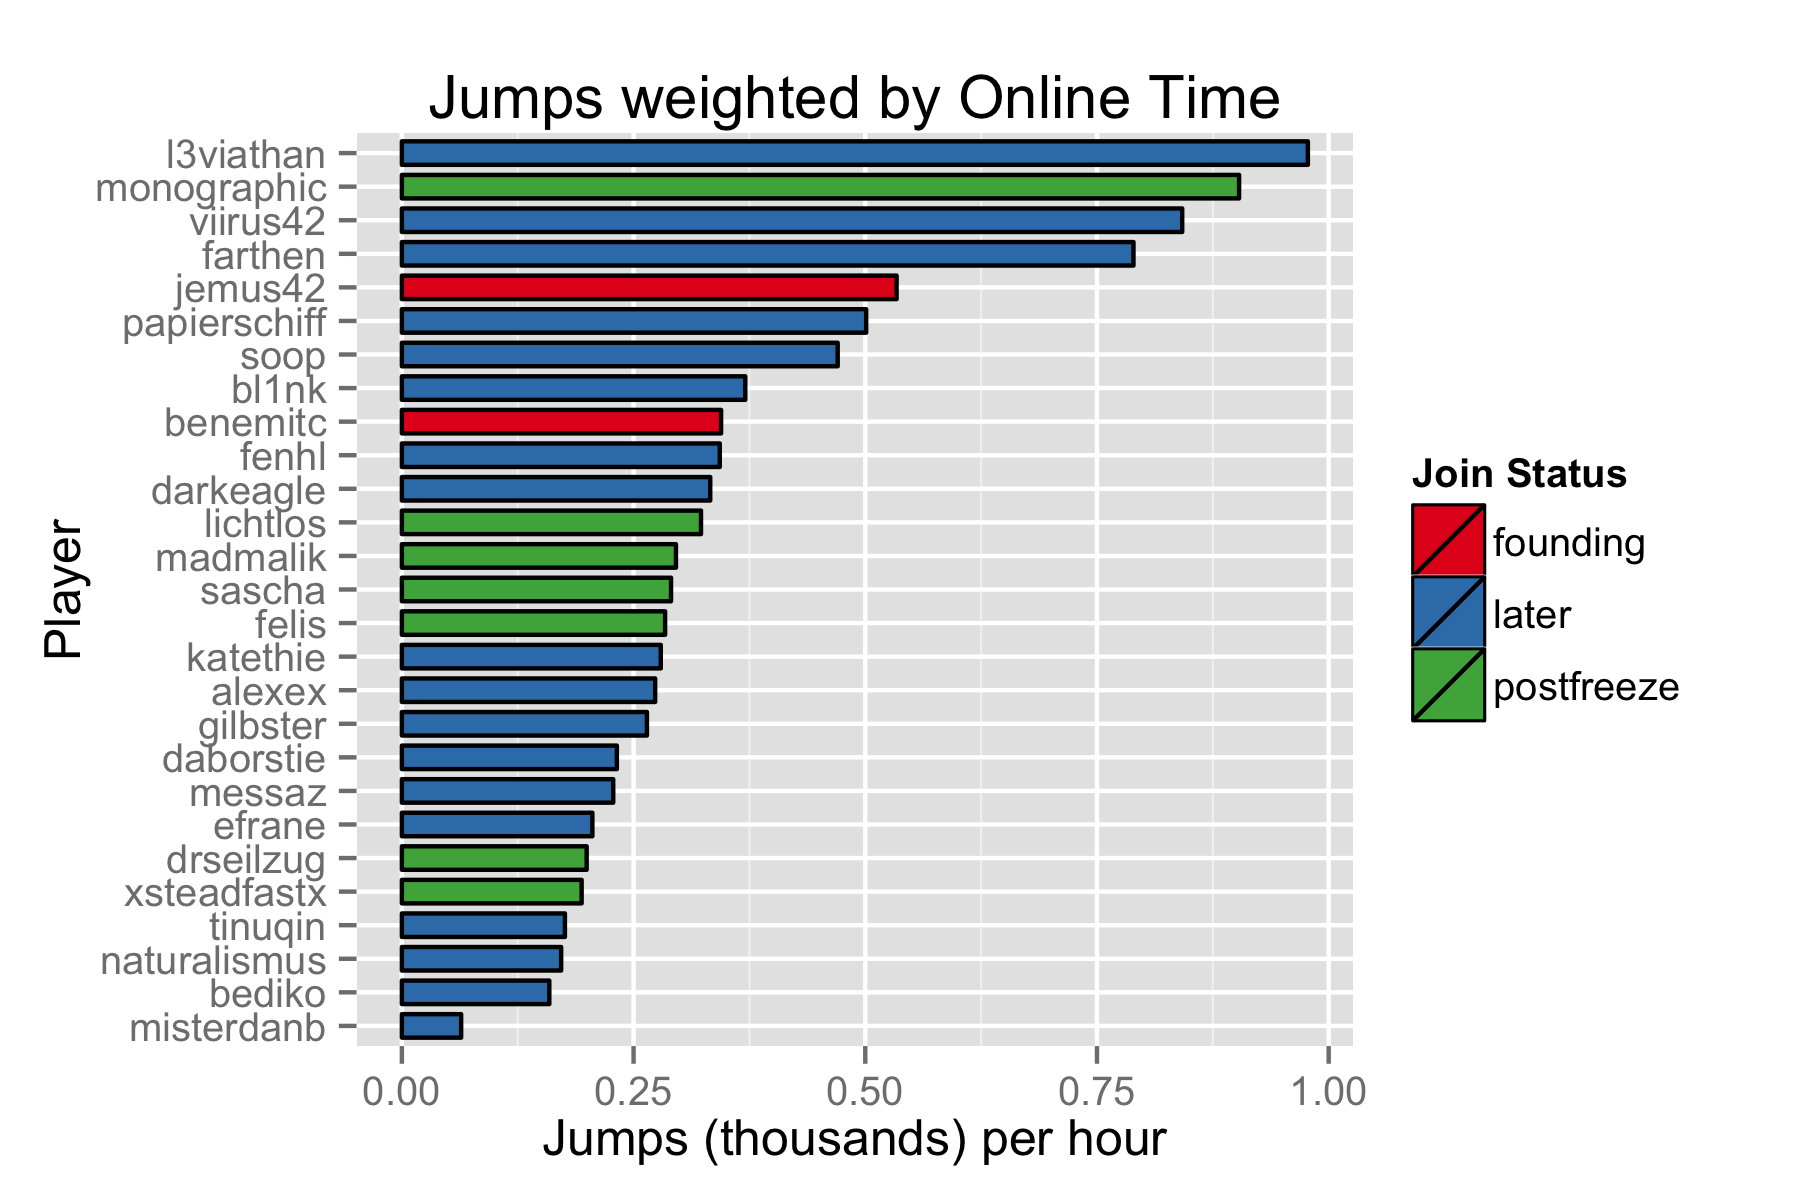 Jumps weighted by Online Time
l3viathan
monographic
viirus42
farthen
jemus42
papierschiff
soop
bl1nk
benemitc
fenhl
darkeagle
lichtlos
madmalik
sascha
felis
katethie
alexex
gilbster
daborstie
messaz
efrane
drseilzug
xsteadfastx
tinuqin
naturalismus
bediko
misterdanb
Player
0.00 0.25 0.50 0.75 1.00
Jumps (thousands) per hour
Join Status
founding
later
postfreeze